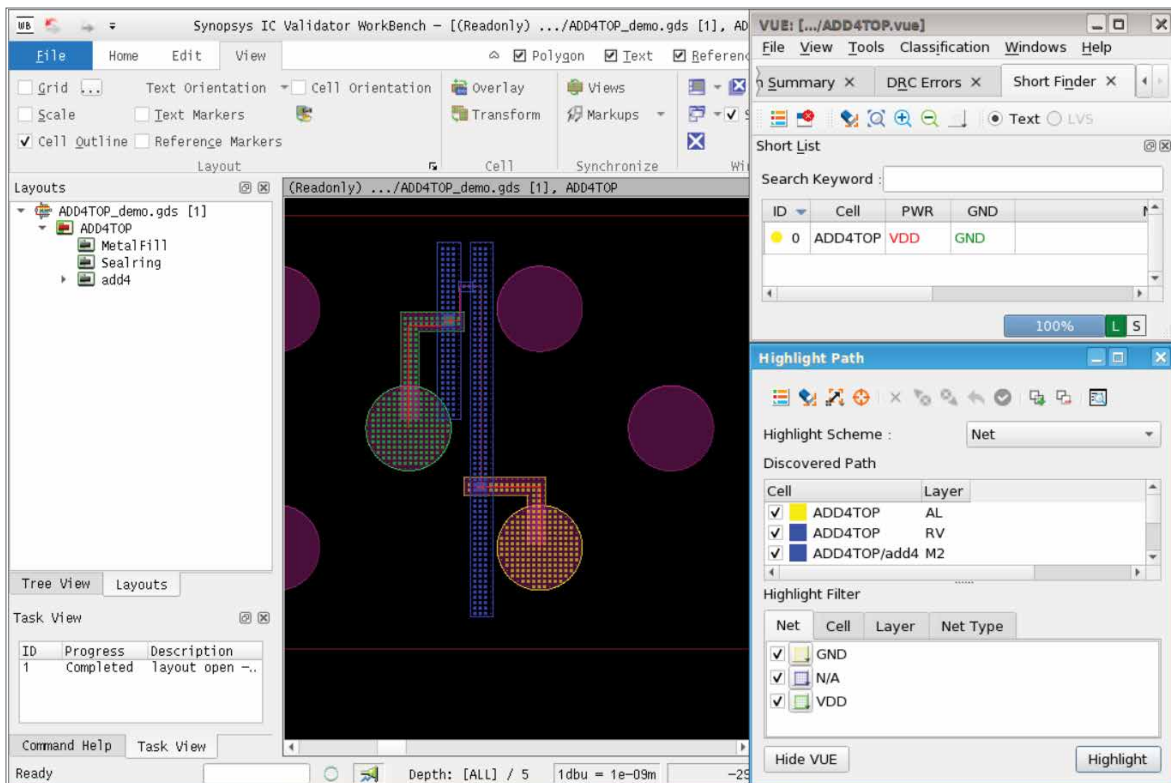 WB Synopsys IC Validator WorkBench - [(Readonly) .../ADD4TOP_demo.gds [1], AD
File Home Edit View Polygon Text Referenc
Grid ... Text Orientation Cell Orientation Overlay Views
Scale Text Markers Transform Markups S
Cell Outline Reference Markers
Layout Cell Synchronize Wi
Layouts
ADD4TOP_demo.gds [1]
ADD4TOP
MetalFill
Sealring
add4
Tree View Layouts
Task View
ID Progress Description
1 Completed layout open -..
Command Help Task View
Ready
(Readonly) .../ADD4TOP_demo.gds [1], ADD4TOP
Depth: [ALL] / 5 1dbu = 1e-09m -29
VUE: [.../ADD4TOP.vue]
File View Tools Classification Windows Help
Summary × DRC Errors × Short Finder ×
Text LVS
Short List
Search Keyword :
ID Cell PWR GND
0 ADD4TOP VDD GND
100% L S
Highlight Path
Highlight Scheme : Net
Discovered Path
Cell Layer
ADD4TOP AL
ADD4TOP RV
ADD4TOP/add4 M2
Highlight Filter
Net Cell Layer Net Type
GND
N/A
VDD
Hide VUE Highlight